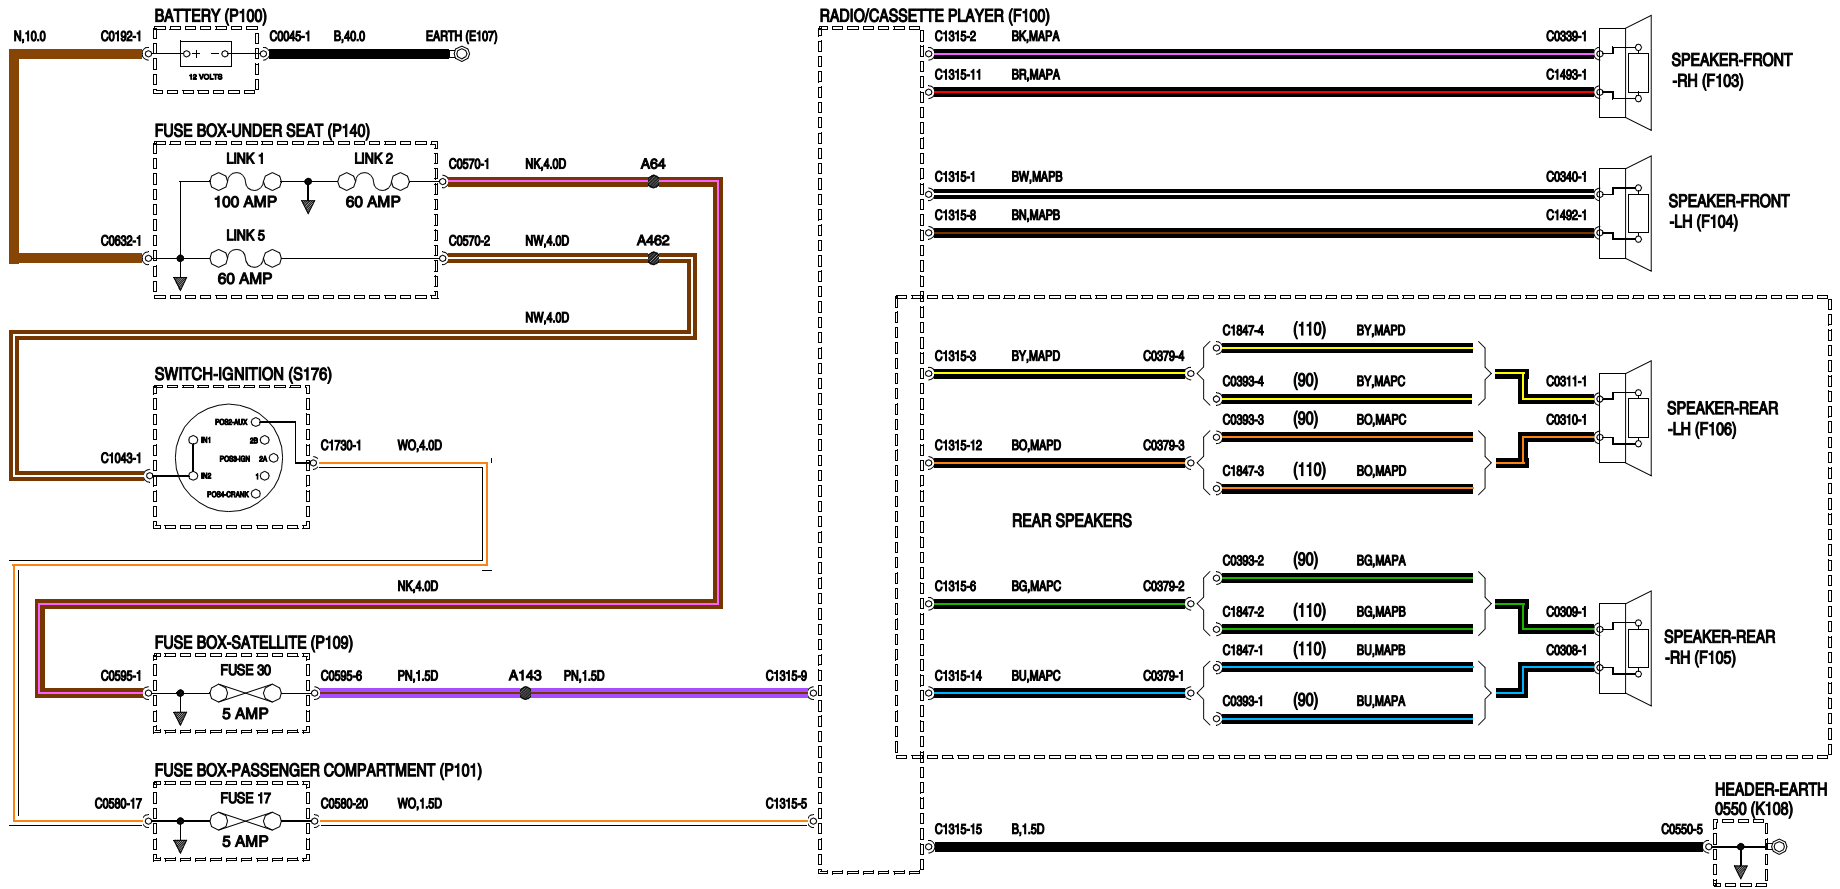 BATTERY (P100)
N,10.0
C0192-1
C0045-1
B,40.0
EARTH (E107)
+ -
12 VOLTS
FUSE BOX-UNDER SEAT (P140)
LINK 1
LINK 2
100 AMP
60 AMP
C0570-1
NK,4.0D
A64
C0632-1
LINK 5
60 AMP
C0570-2
NW,4.0D
A462
NW,4.0D
SWITCH-IGNITION (S176)
POS2-AUX
IN1
2B
POS3-IGN
2A
IN2
1
POS4-CRANK
C1043-1
C1730-1
WO,4.0D
NK,4.0D
FUSE BOX-SATELLITE (P109)
C0595-1
FUSE 30
5 AMP
C0595-6
PN,1.5D
A143
PN,1.5D
C1315-9
FUSE BOX-PASSENGER COMPARTMENT (P101)
C0580-17
FUSE 17
5 AMP
C0580-20
WO,1.5D
C1315-5
RADIO/CASSETTE PLAYER (F100)
C1315-2
BK,MAPA
C0339-1
C1315-11
BR,MAPA
C1493-1
SPEAKER-FRONT
-RH (F103)
C1315-1
BW,MAPB
C0340-1
C1315-8
BN,MAPB
C1492-1
SPEAKER-FRONT
-LH (F104)
C1315-3
BY,MAPD
C0379-4
C1847-4
(110)
BY,MAPD
C0393-4
(90)
BY,MAPC
C0311-1
C1315-12
BO,MAPD
C0379-3
C0393-3
(90)
BO,MAPC
C1847-3
(110)
BO,MAPD
C0310-1
SPEAKER-REAR
-LH (F106)
REAR SPEAKERS
C1315-6
BG,MAPC
C0379-2
C0393-2
(90)
BG,MAPA
C1847-2
(110)
BG,MAPB
C0309-1
C1315-14
BU,MAPC
C0379-1
C1847-1
(110)
BU,MAPB
C0393-1
(90)
BU,MAPA
C0308-1
SPEAKER-REAR
-RH (F105)
C1315-15
B,1.5D
C0550-5
HEADER-EARTH
0550 (K108)